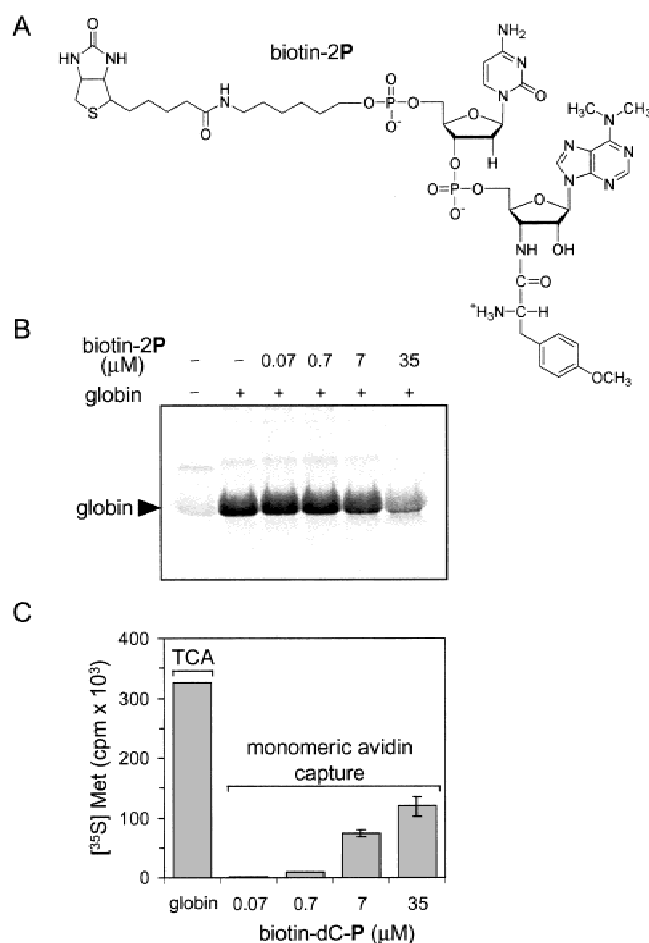 A
biotin-2P
O
HN NH
S
H
N
O
O
O-P-O
O-
NH2
N
N
O
O
H
O
O=P-O
O-
H3C CH3
N
N
N
N
N
O
NH OH
C=O
+H3N-C-H
OCH3
B
biotin-2P
(μM)
– – 0.07 0.7 7 35
globin – + + + + +
globin
C
400
300
200
100
0
[35S] Met (cpm x 10³)
TCA
monomeric avidin
capture
globin 0.07 0.7 7 35
biotin-dC-P (μM)